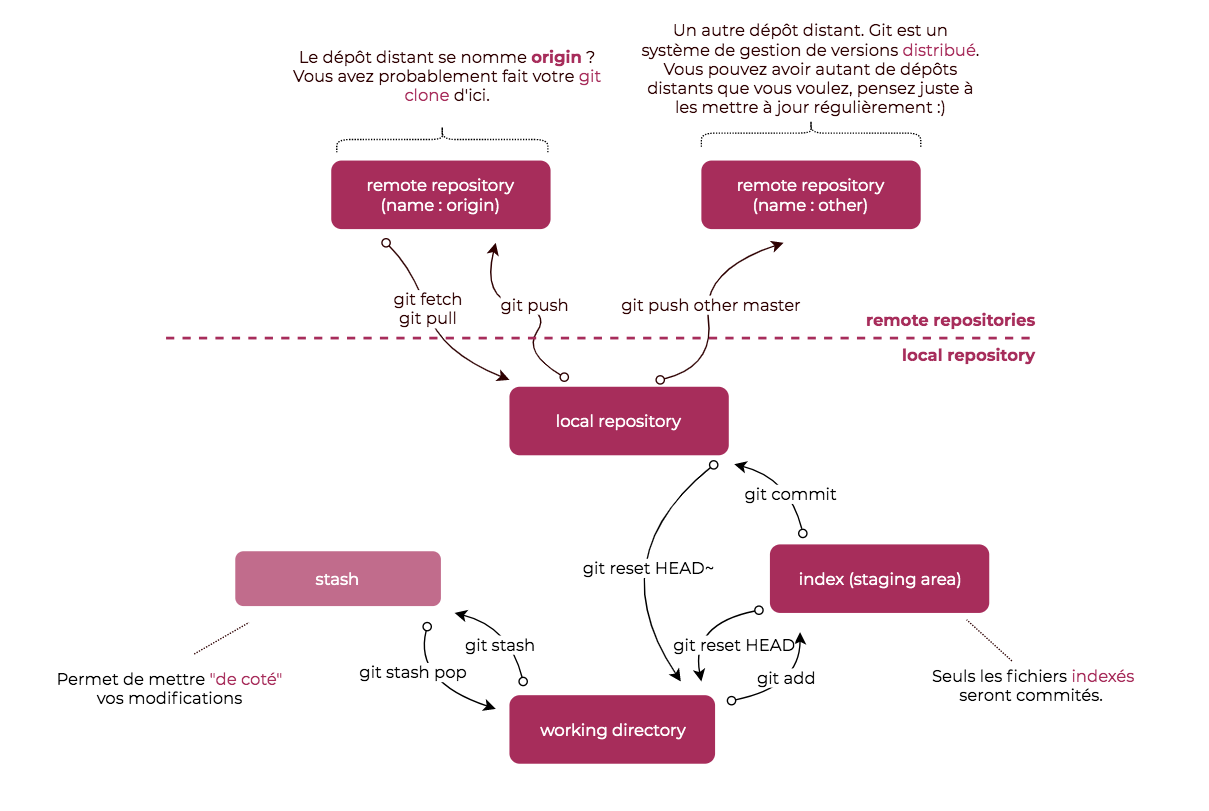 Le dépôt distant se nomme origin ?
Vous avez probablement fait votre git
clone d'ici.
Un autre dépôt distant. Git est un
système de gestion de versions distribué.
Vous pouvez avoir autant de dépôts
distants que vous voulez, pensez juste à
les mettre à jour régulièrement :)
remote repository
(name : origin)
remote repository
(name : other)
git fetch
git pull
git push
git push other master
remote repositories
local repository
local repository
git commit
git reset HEAD~
stash
index (staging area)
git stash
git reset HEAD
git stash pop
git add
Permet de mettre "de coté"
vos modifications
Seuls les fichiers indexés
seront commités.
working directory